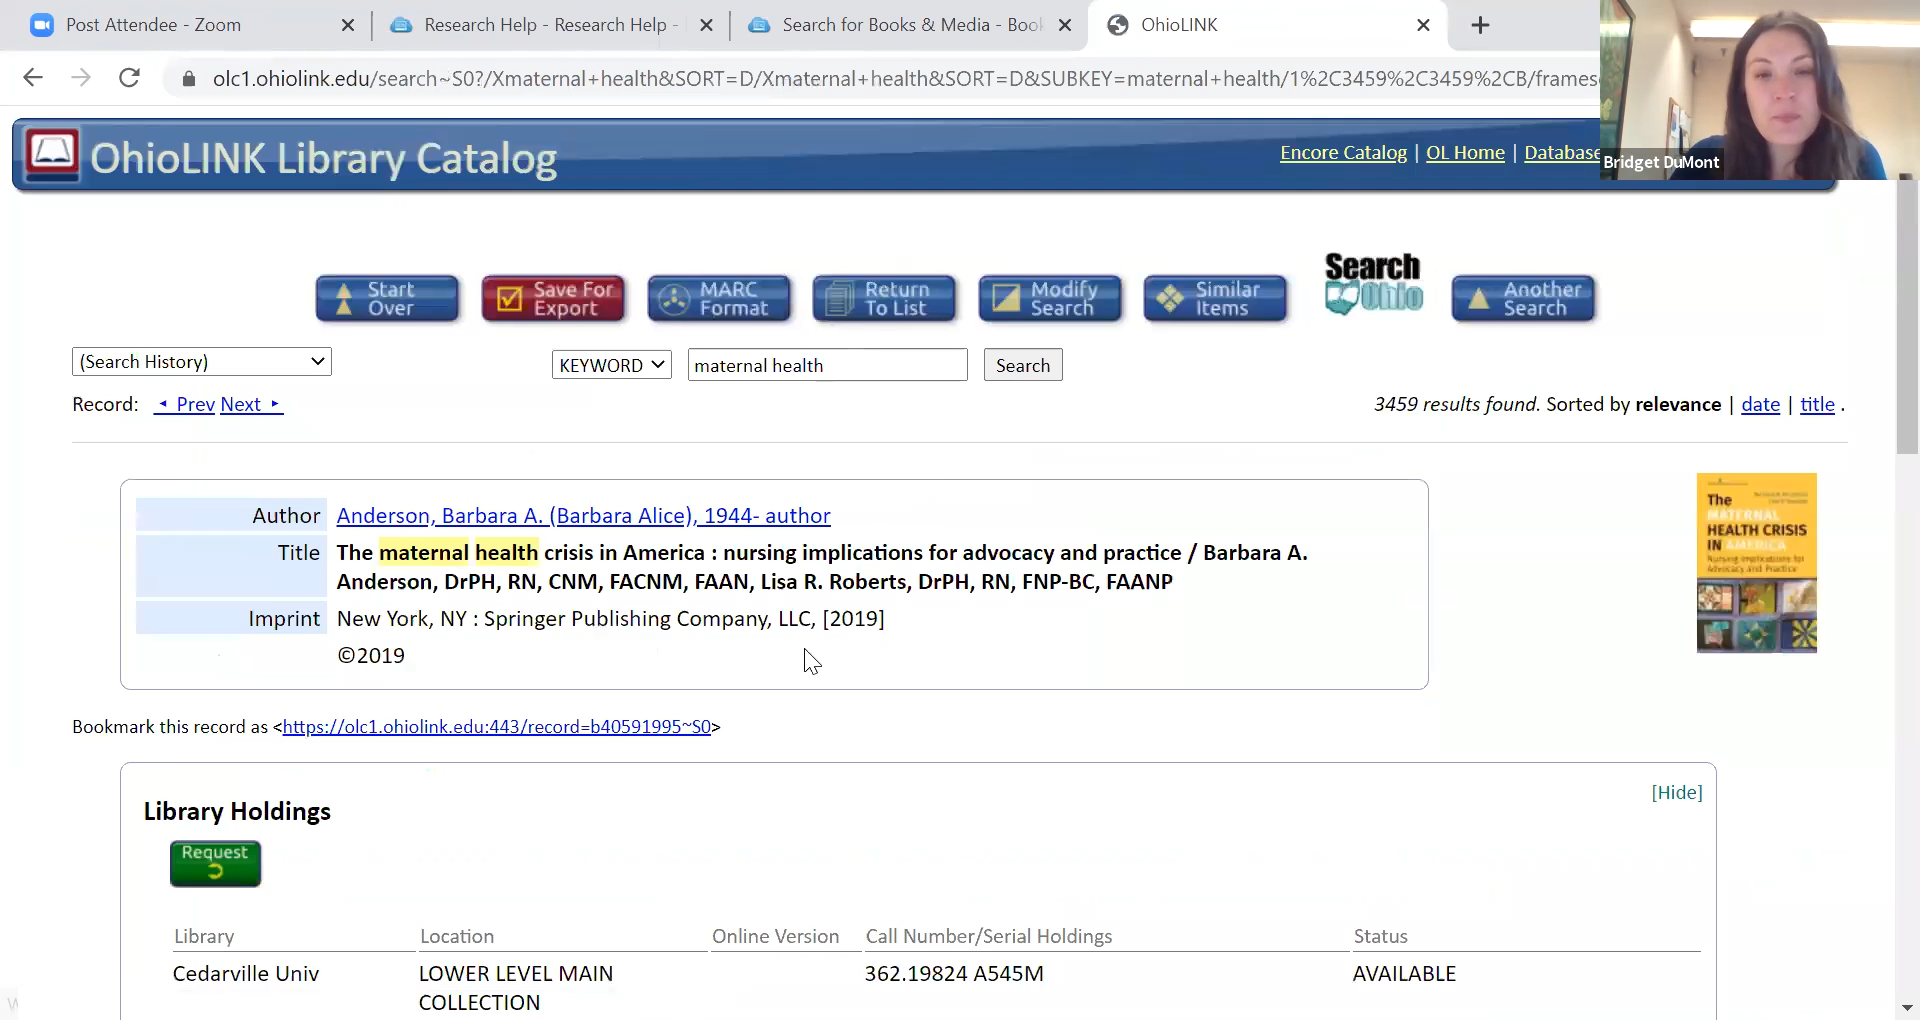 Post Attendee - Zoom
Research Help - Research Help -
Search for Books & Media - Book
OhioLINK
olc1.ohiolink.edu/search~S0?/Xmaternal+health&SORT=D/Xmaternal+health&SORT=D&SUBKEY=maternal+health/1%2C3459%2C3459%2CB/frames
Bridget DuMont
OhioLINK Library Catalog
Encore Catalog | OL Home | Database
Start Over
Save For Export
MARC Format
Return To List
Modify Search
Similar Items
Search Ohio
Another Search
(Search History)
KEYWORD
maternal health
Search
Record: Prev Next
3459 results found. Sorted by relevance | date | title .
Author Anderson, Barbara A. (Barbara Alice), 1944- author
Title The maternal health crisis in America : nursing implications for advocacy and practice / Barbara A.
Anderson, DrPH, RN, CNM, FACNM, FAAN, Lisa R. Roberts, DrPH, RN, FNP-BC, FAANP
Imprint New York, NY : Springer Publishing Company, LLC, [2019]
©2019
The
MATERNAL
HEALTH CRISIS
IN AMERICA
Nursing Implications for
Advocacy and Practice
Bookmark this record as <https://olc1.ohiolink.edu:443/record=b40591995~S0>
[Hide]
Library Holdings
Request
Library Location Online Version Call Number/Serial Holdings Status
Cedarville Univ LOWER LEVEL MAIN 362.19824 A545M AVAILABLE
COLLECTION